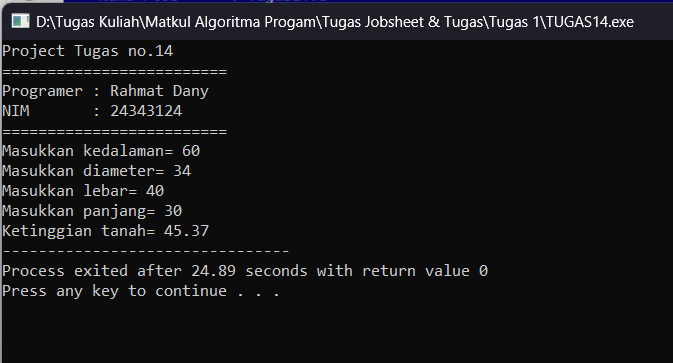 D:\Tugas Kuliah\Matkul Algoritma Progam\Tugas Jobsheet & Tugas\Tugas 1\TUGAS14.exe
Project Tugas no.14
=========================
Programer : Rahmat Dany
NIM       : 24343124
=========================
Masukkan kedalaman= 60
Masukkan diameter= 34
Masukkan lebar= 40
Masukkan panjang= 30
Ketinggian tanah= 45.37
--------------------------------
Process exited after 24.89 seconds with return value 0
Press any key to continue . . .